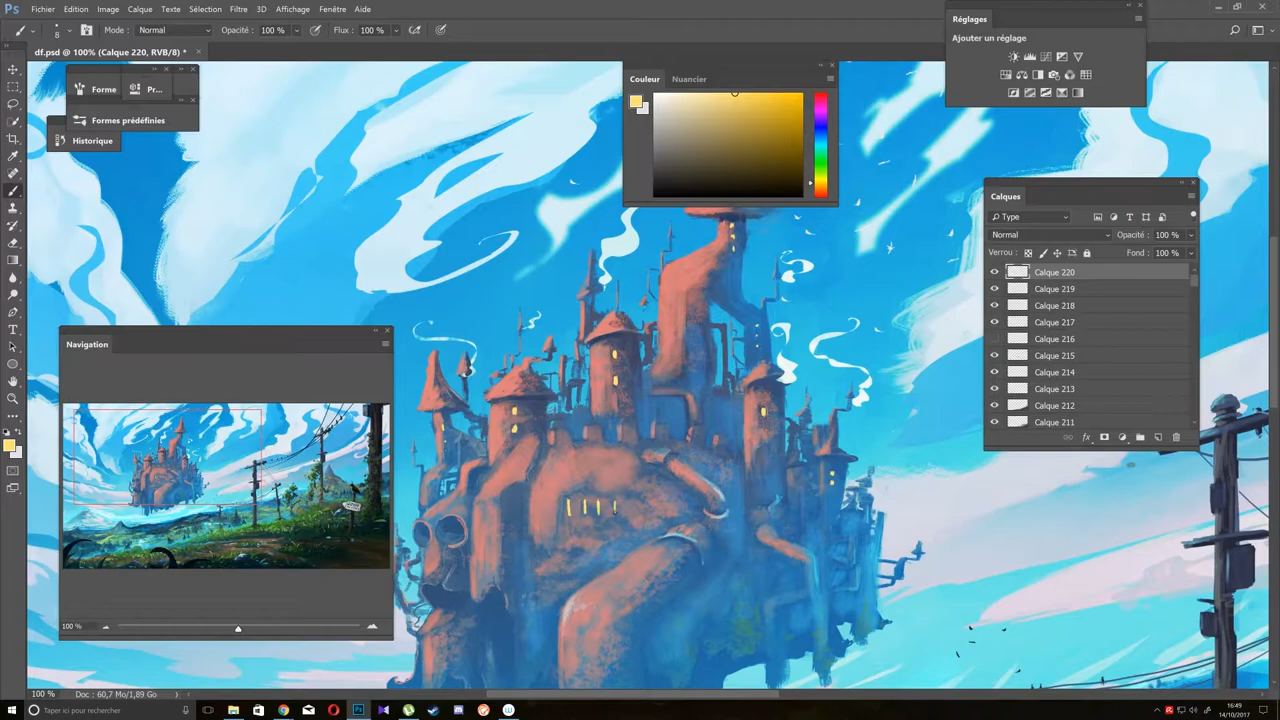 Ps Fichier Edition Image Calque Texte Sélection Filtre 3D Affichage Fenêtre Aide
8 Mode : Normal Opacité : 100 % Flux : 100 %
df.psd @ 100% (Calque 220, RVB/8) *
Forme Pr...
Formes prédéfinies
Historique
Couleur Nuancier
Réglages
Ajouter un réglage
Calques
Type
Normal Opacité : 100 %
Verrou : Fond : 100 %
Calque 220
Calque 219
Calque 218
Calque 217
Calque 216
Calque 215
Calque 214
Calque 213
Calque 212
Calque 211
fx
Navigation
100 %
100 % Doc : 60,7 Mo/1,89 Go
Taper ici pour rechercher
16:49
14/10/2017